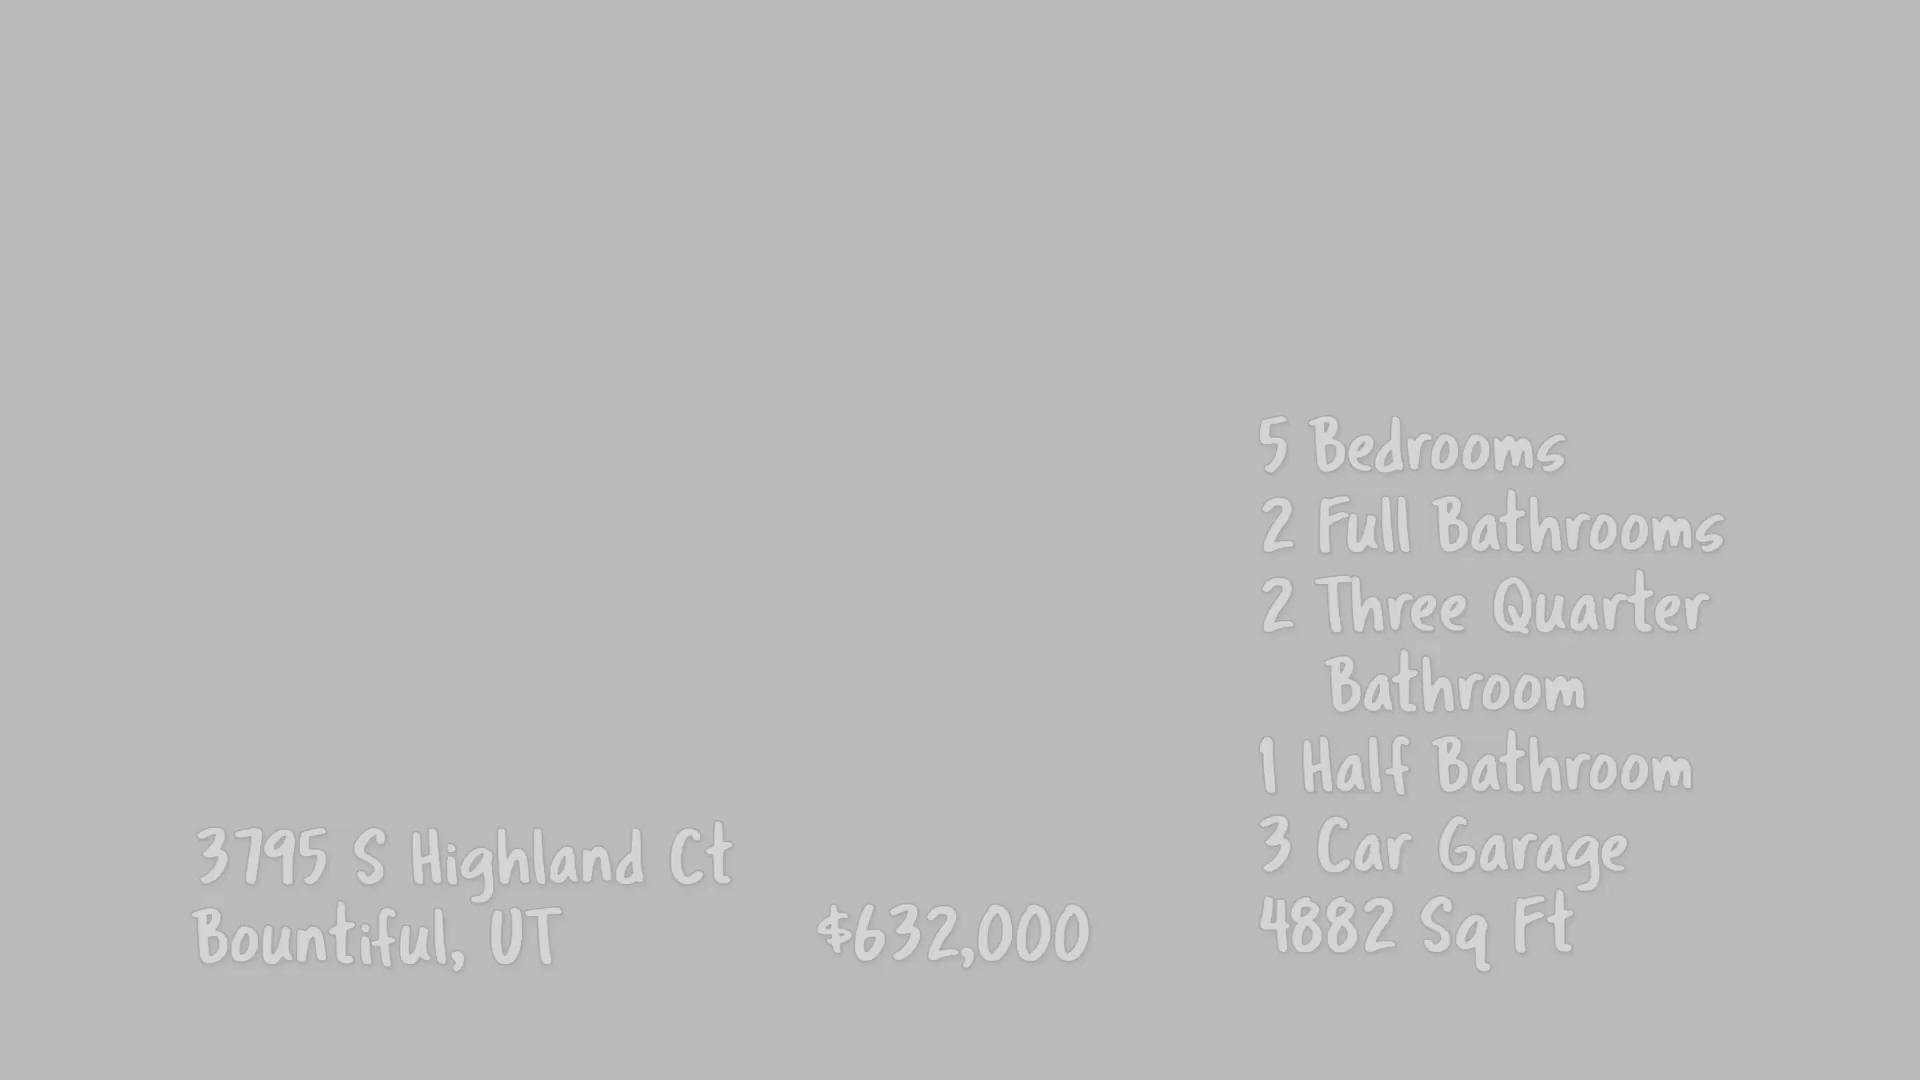 3795 S Highland Ct
Bountiful, UT
$632,000
5 Bedrooms
2 Full Bathrooms
2 Three Quarter
Bathroom
1 Half Bathroom
3 Car Garage
4882 Sq Ft